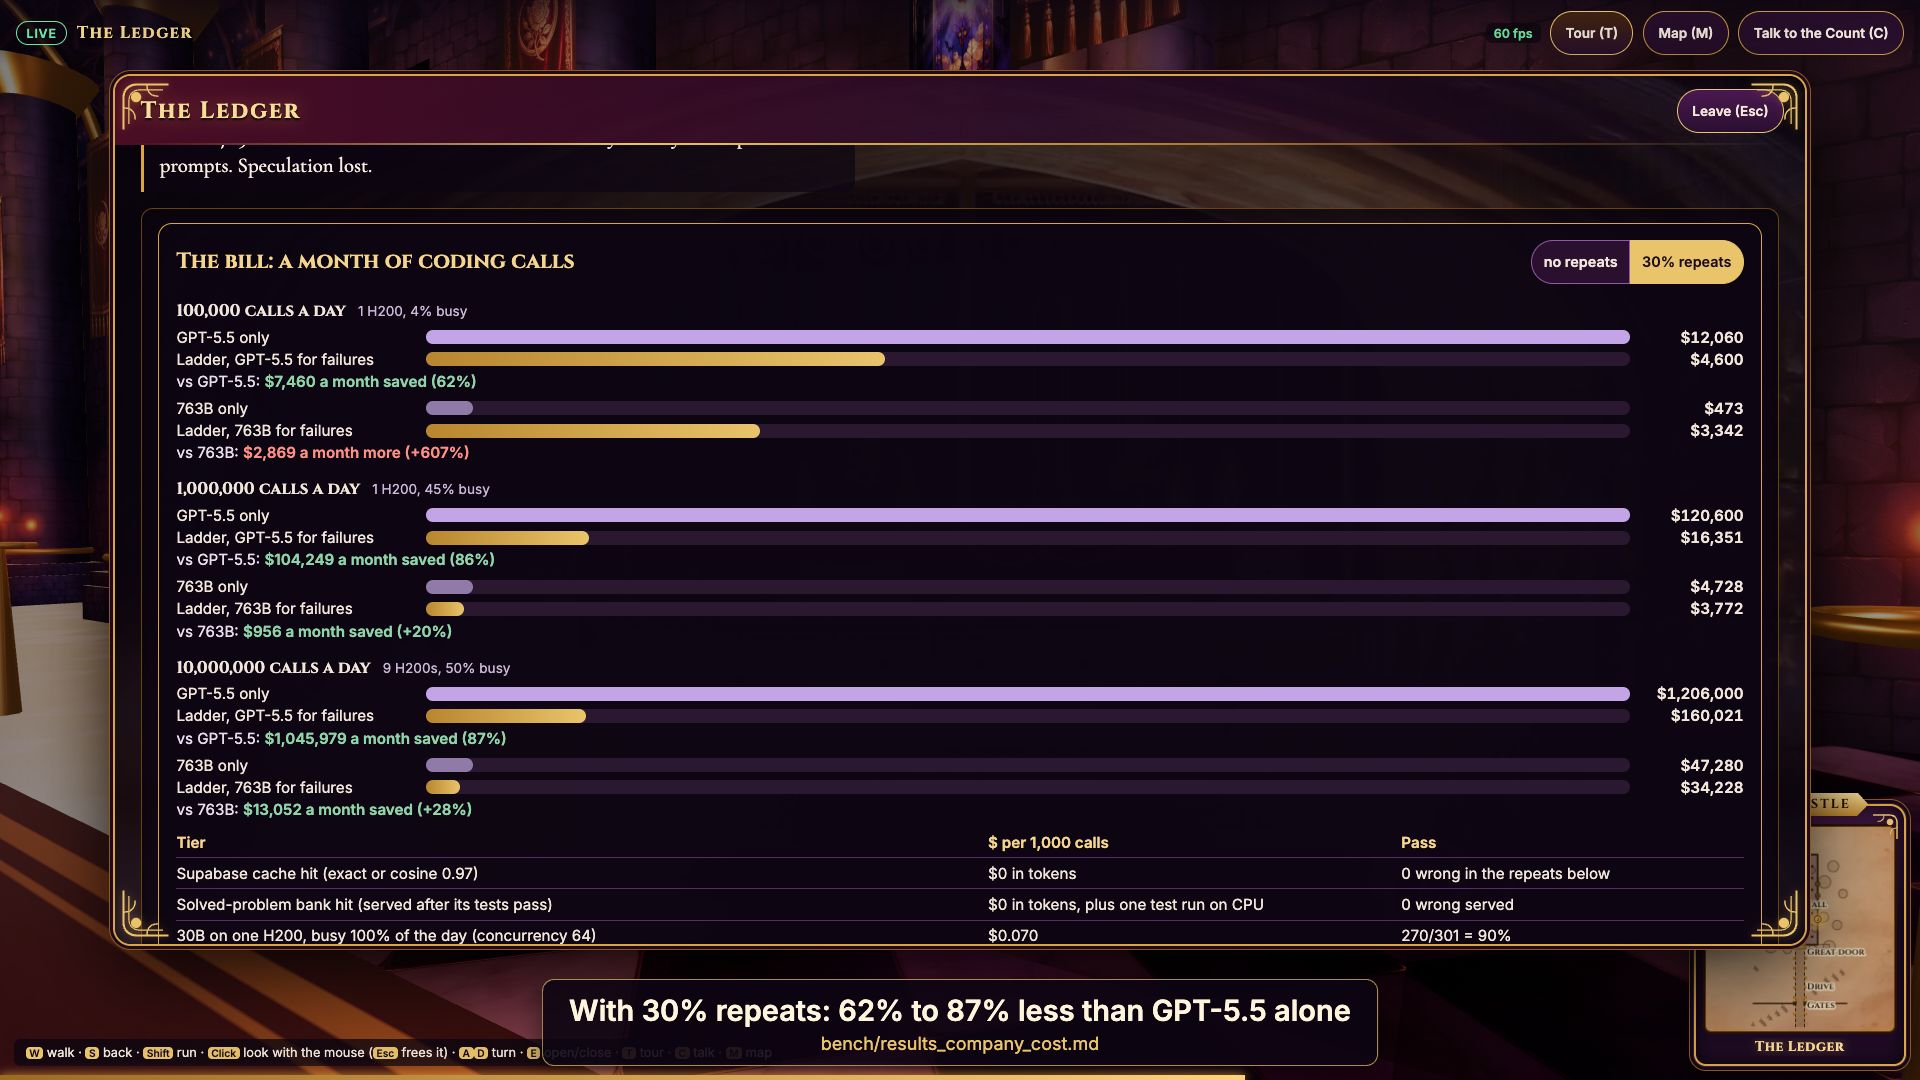 LIVE THE LEDGER
60 fps Tour (T) Map (M) Talk to the Count (C)
THE LEDGER
Leave (Esc)
prompts. Speculation lost.
THE BILL: A MONTH OF CODING CALLS
no repeats 30% repeats
100,000 CALLS A DAY 1 H200, 4% busy
GPT-5.5 only $12,060
Ladder, GPT-5.5 for failures $4,600
vs GPT-5.5: $7,460 a month saved (62%)
763B only $473
Ladder, 763B for failures $3,342
vs 763B: $2,869 a month more (+607%)
1,000,000 CALLS A DAY 1 H200, 45% busy
GPT-5.5 only $120,600
Ladder, GPT-5.5 for failures $16,351
vs GPT-5.5: $104,249 a month saved (86%)
763B only $4,728
Ladder, 763B for failures $3,772
vs 763B: $956 a month saved (+20%)
10,000,000 CALLS A DAY 9 H200s, 50% busy
GPT-5.5 only $1,206,000
Ladder, GPT-5.5 for failures $160,021
vs GPT-5.5: $1,045,979 a month saved (87%)
763B only $47,280
Ladder, 763B for failures $34,228
vs 763B: $13,052 a month saved (+28%)
Tier $ per 1,000 calls Pass
Supabase cache hit (exact or cosine 0.97) $0 in tokens 0 wrong in the repeats below
Solved-problem bank hit (served after its tests pass) $0 in tokens, plus one test run on CPU 0 wrong served
30B on one H200, busy 100% of the day (concurrency 64) $0.070 270/301 = 90%
STLE
GREAT DOOR
DRIVE
GATES
THE LEDGER
With 30% repeats: 62% to 87% less than GPT-5.5 alone
bench/results_company_cost.md
W walk · S back · Shift run · Click look with the mouse (Esc frees it) · A D turn · E open/close · T tour · C talk · M map